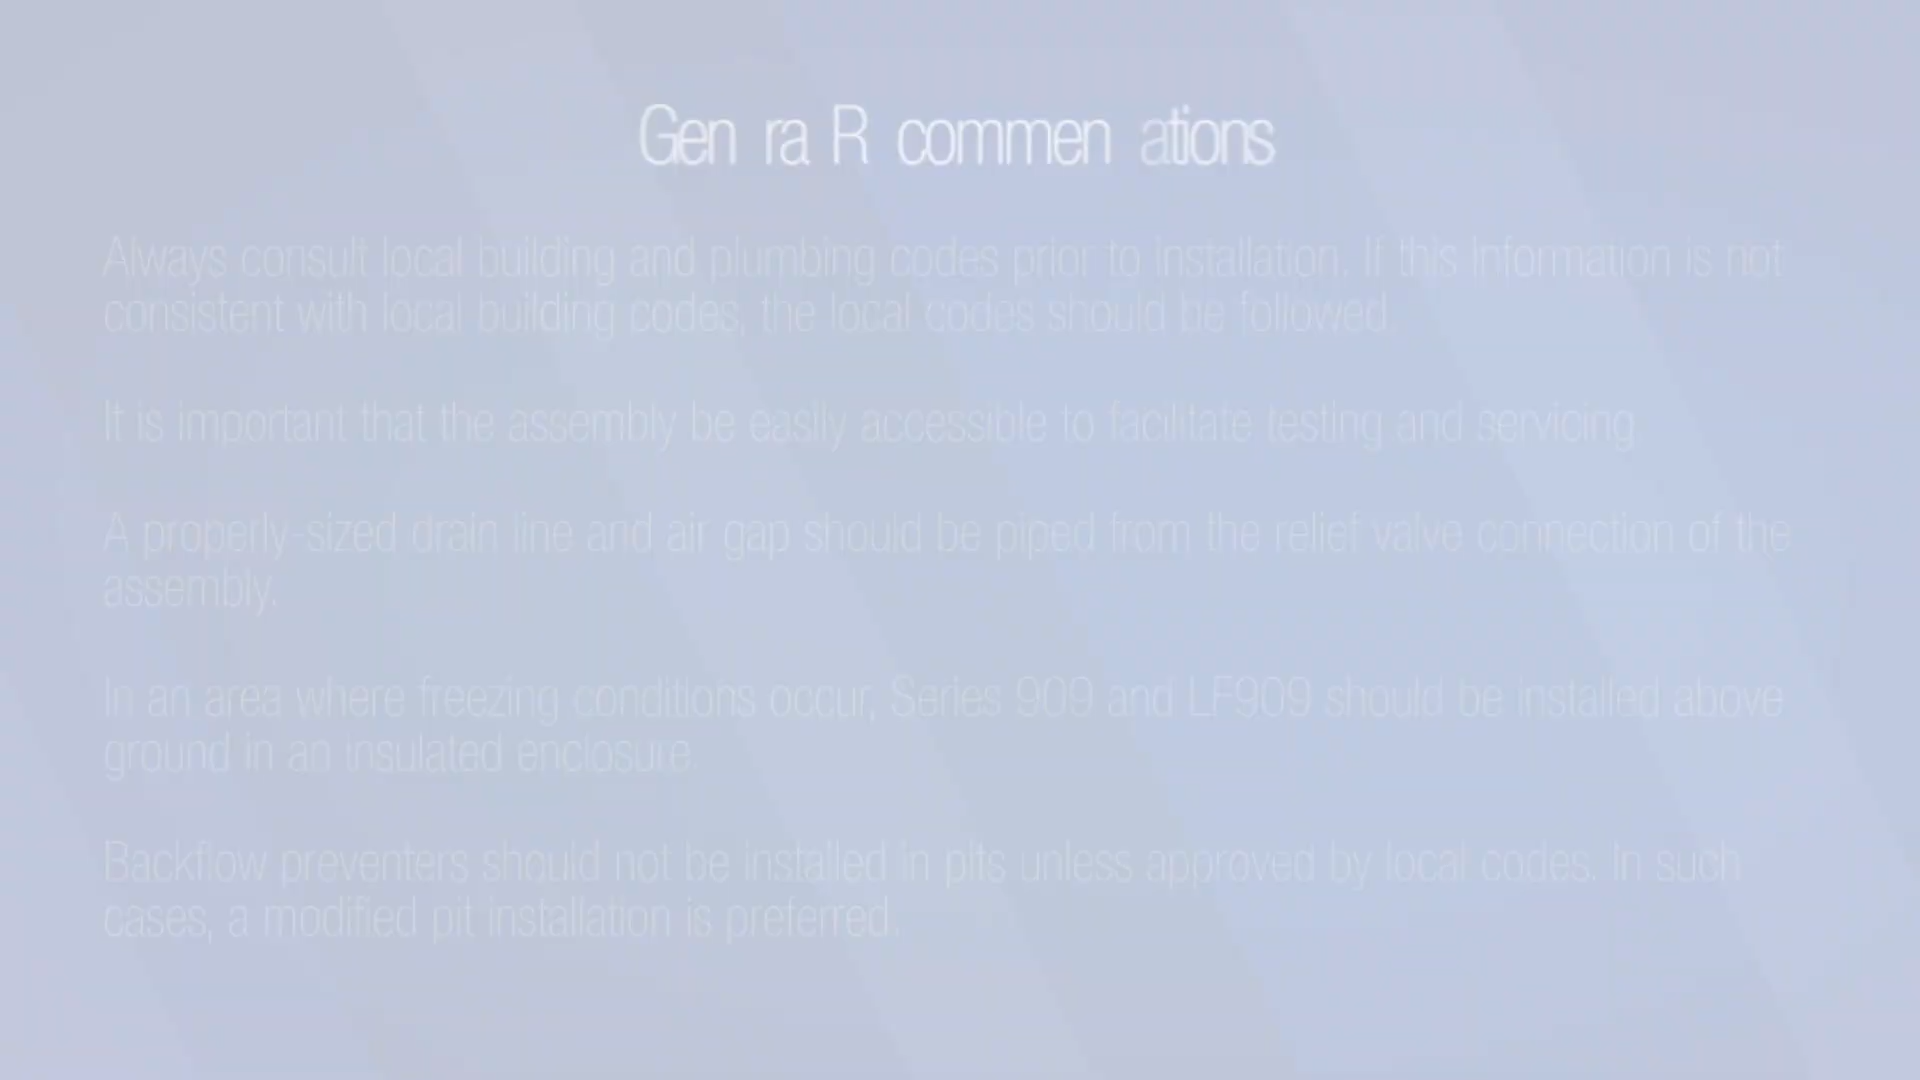 Gen ra R commen ations
Always consult local building and plumbing codes prior to installation. If this Information is not
consistent with local building codes, the local codes should be followed.
It is important that the assembly be easily accessible to facilitate testing and servicing
A properly-sized drain line and air gap should be piped from the relief valve connection of the
assembly.
In an area where freezing conditions occur, Series 909 and LF909 should be installed above
ground in an insulated enclosure
Backflow preventers should not be installed in pits unless approved by local codes. In such
cases, a modified pit installation is preferred.